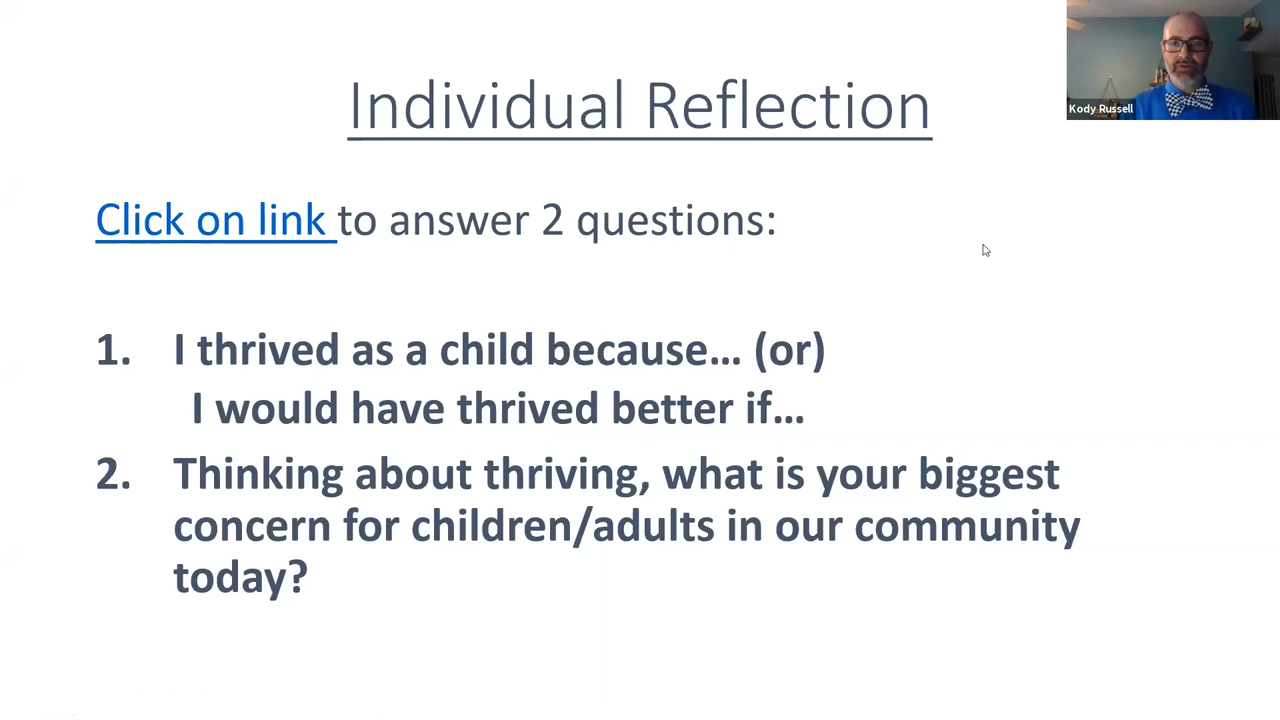 Individual Reflection
Kody Russell
Click on link to answer 2 questions:
1. I thrived as a child because... (or)
I would have thrived better if...
2. Thinking about thriving, what is your biggest
concern for children/adults in our community
today?